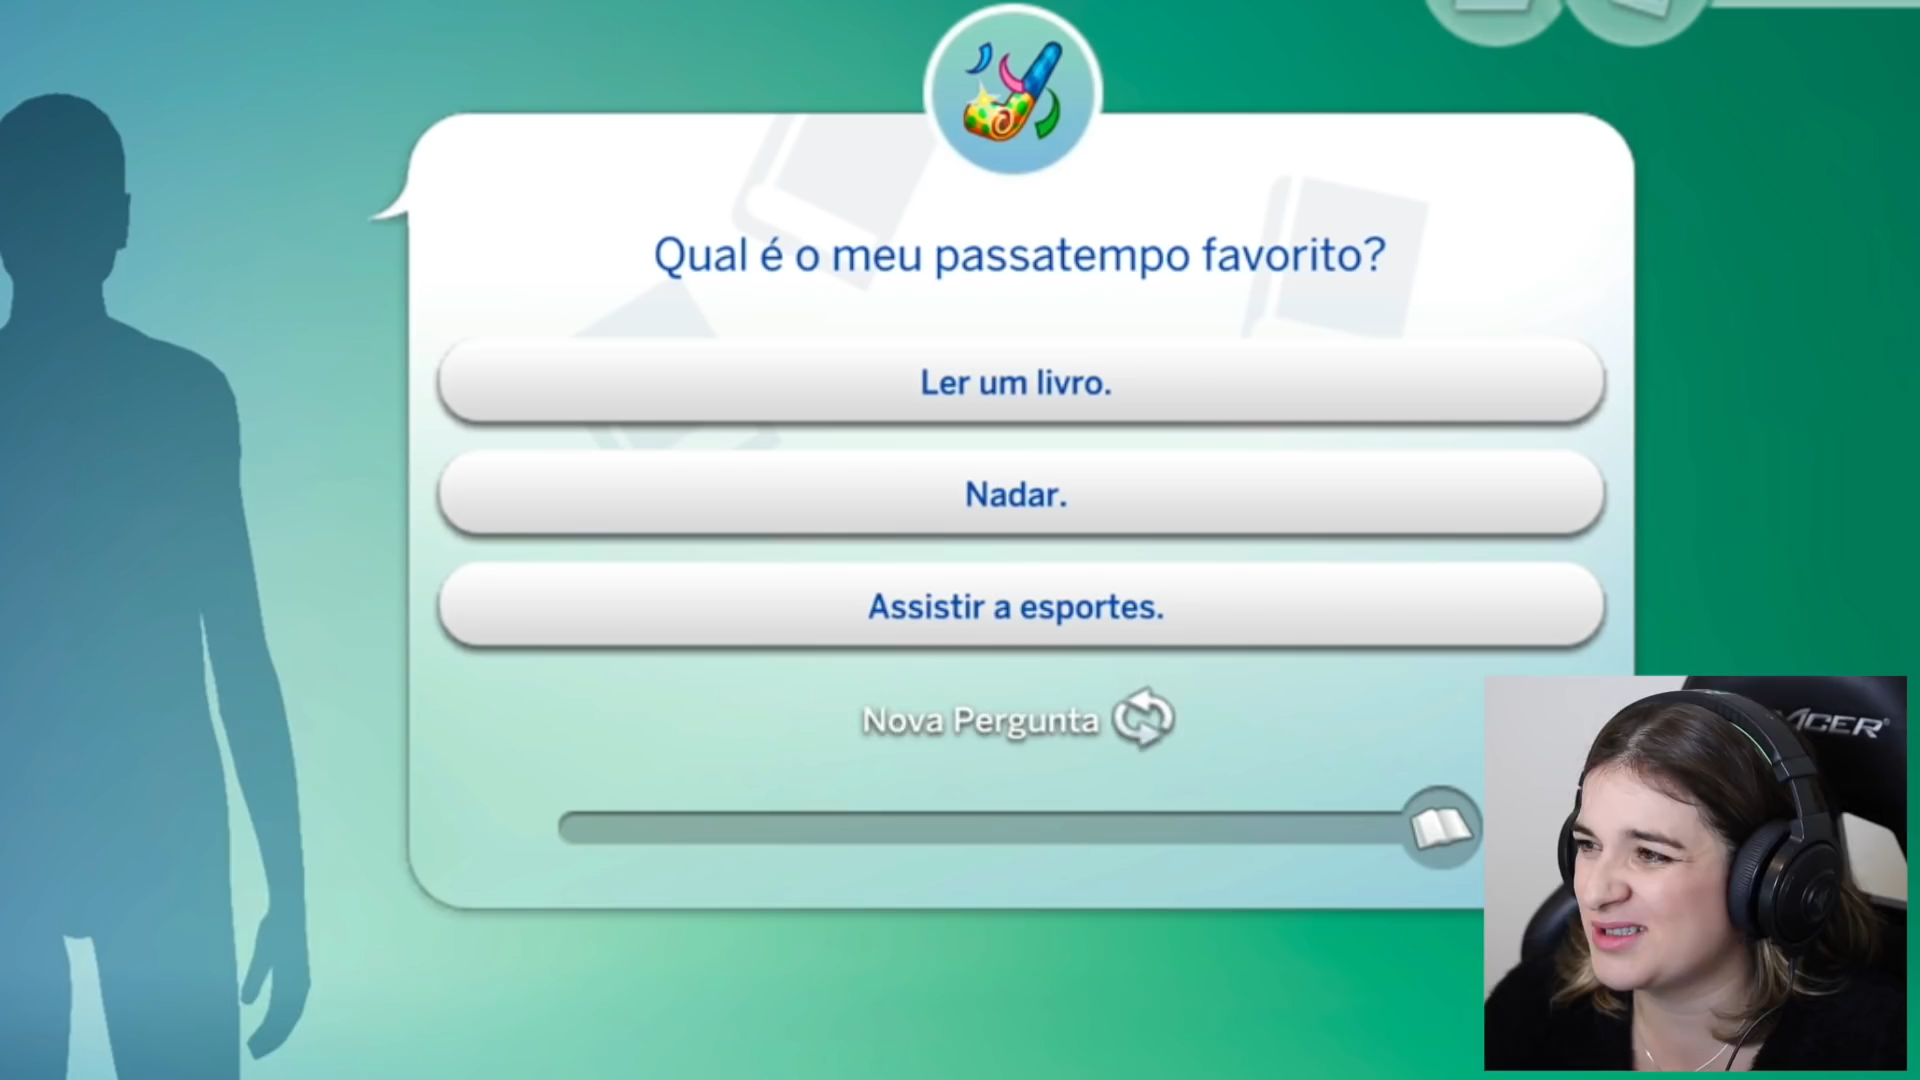 Qual é o meu passatempo favorito?
Ler um livro.
Nadar.
Assistir a esportes.
Nova Pergunta